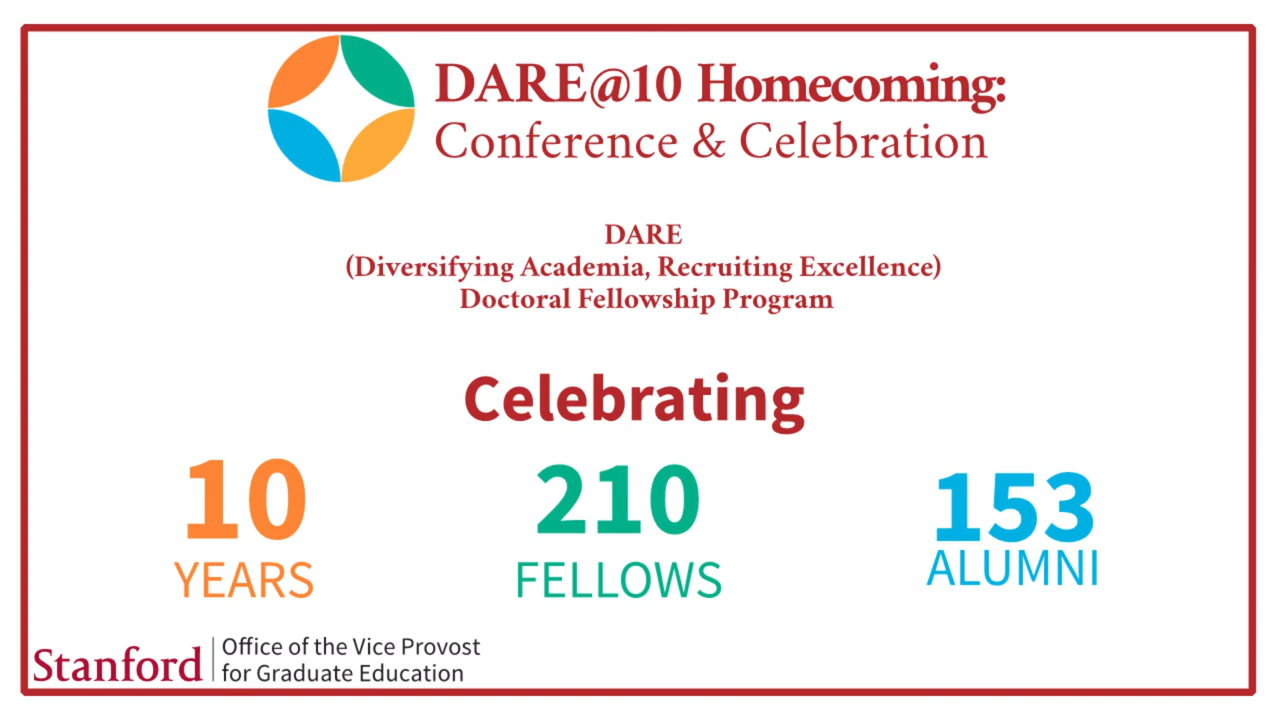 DARE@10 Homecoming:
Conference & Celebration
DARE
(Diversifying Academia, Recruiting Excellence)
Doctoral Fellowship Program
Celebrating
10
YEARS
210
FELLOWS
153
ALUMNI
Stanford
Office of the Vice Provost
for Graduate Education